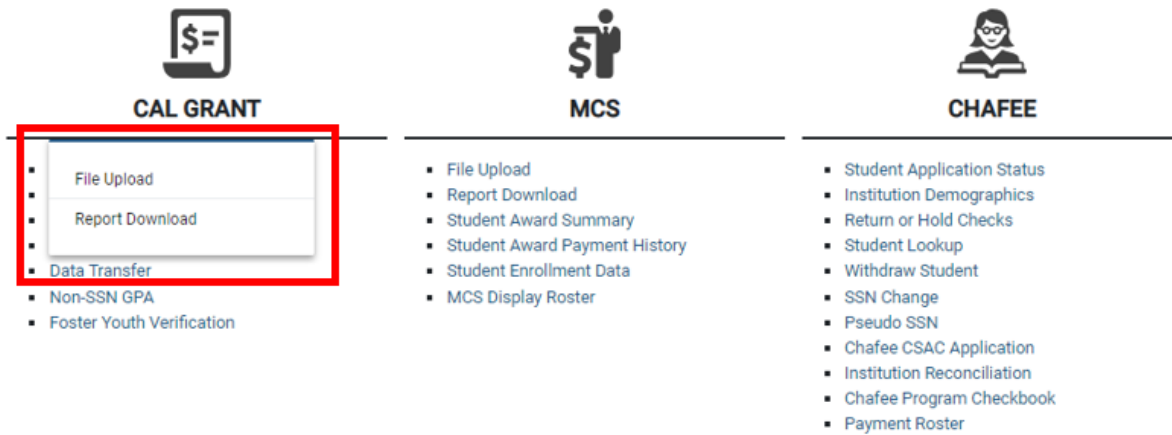 CAL GRANT
File Upload
Report Download
Data Transfer
Non-SSN GPA
Foster Youth Verification
MCS
File Upload
Report Download
Student Award Summary
Student Award Payment History
Student Enrollment Data
MCS Display Roster
CHAFEE
Student Application Status
Institution Demographics
Return or Hold Checks
Student Lookup
Withdraw Student
SSN Change
Pseudo SSN
Chafee CSAC Application
Institution Reconciliation
Chafee Program Checkbook
Payment Roster